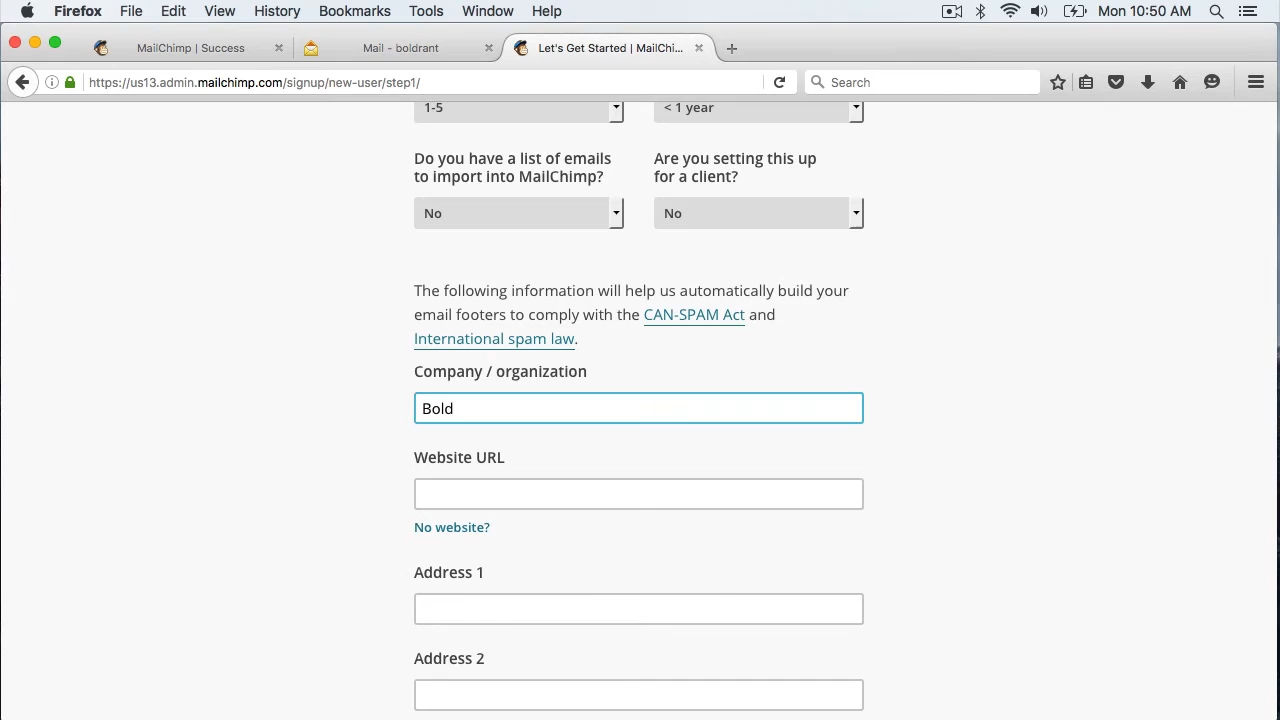 Firefox File Edit View History Bookmarks Tools Window Help Mon 10:50 AM
MailChimp | Success Mail - boldrant Let's Get Started | MailChi...
https://us13.admin.mailchimp.com/signup/new-user/step1/ Search
1-5 < 1 year
Do you have a list of emails
to import into MailChimp?
Are you setting this up
for a client?
No No
The following information will help us automatically build your
email footers to comply with the CAN-SPAM Act and
International spam law.
Company / organization
Bold
Website URL
No website?
Address 1
Address 2